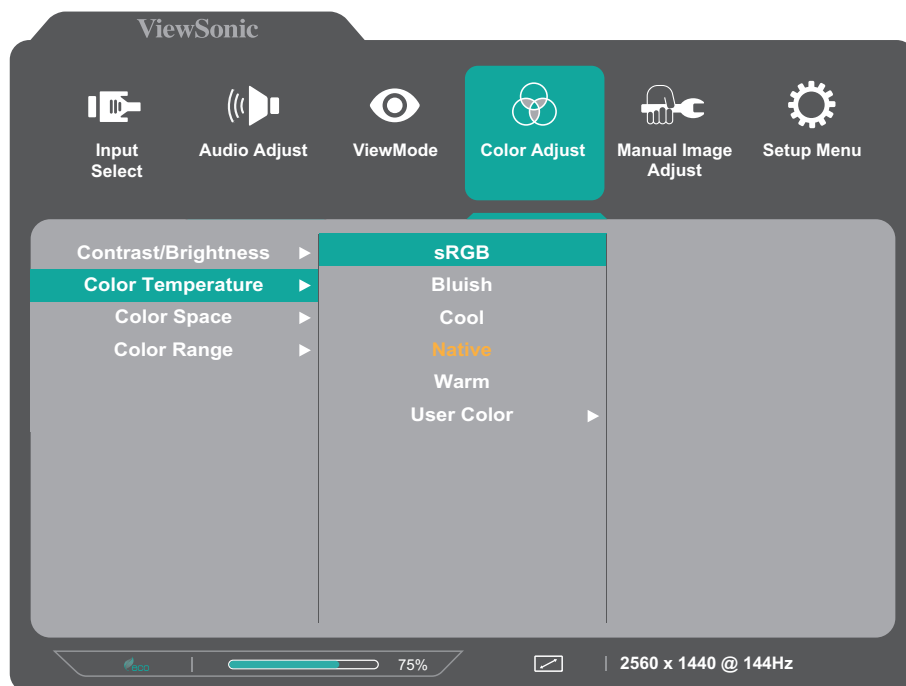 ViewSonic
Input Select
Audio Adjust
ViewMode
Color Adjust
Manual Image Adjust
Setup Menu
Contrast/Brightness
Color Temperature
Color Space
Color Range
sRGB
Bluish
Cool
Native
Warm
User Color
eco
75%
2560 x 1440 @ 144Hz